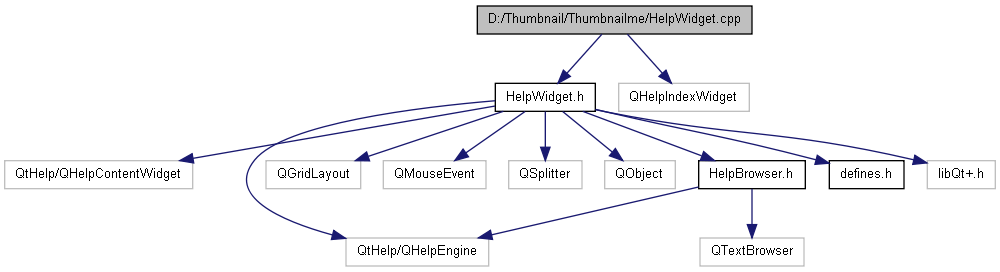 D:/Thumbnail/Thumbnailme/HelpWidget.cpp
HelpWidget.h
QHelpIndexWidget
QtHelp/QHelpContentWidget
QGridLayout
QMouseEvent
QSplitter
QObject
HelpBrowser.h
defines.h
libQt+.h
QtHelp/QHelpEngine
QTextBrowser